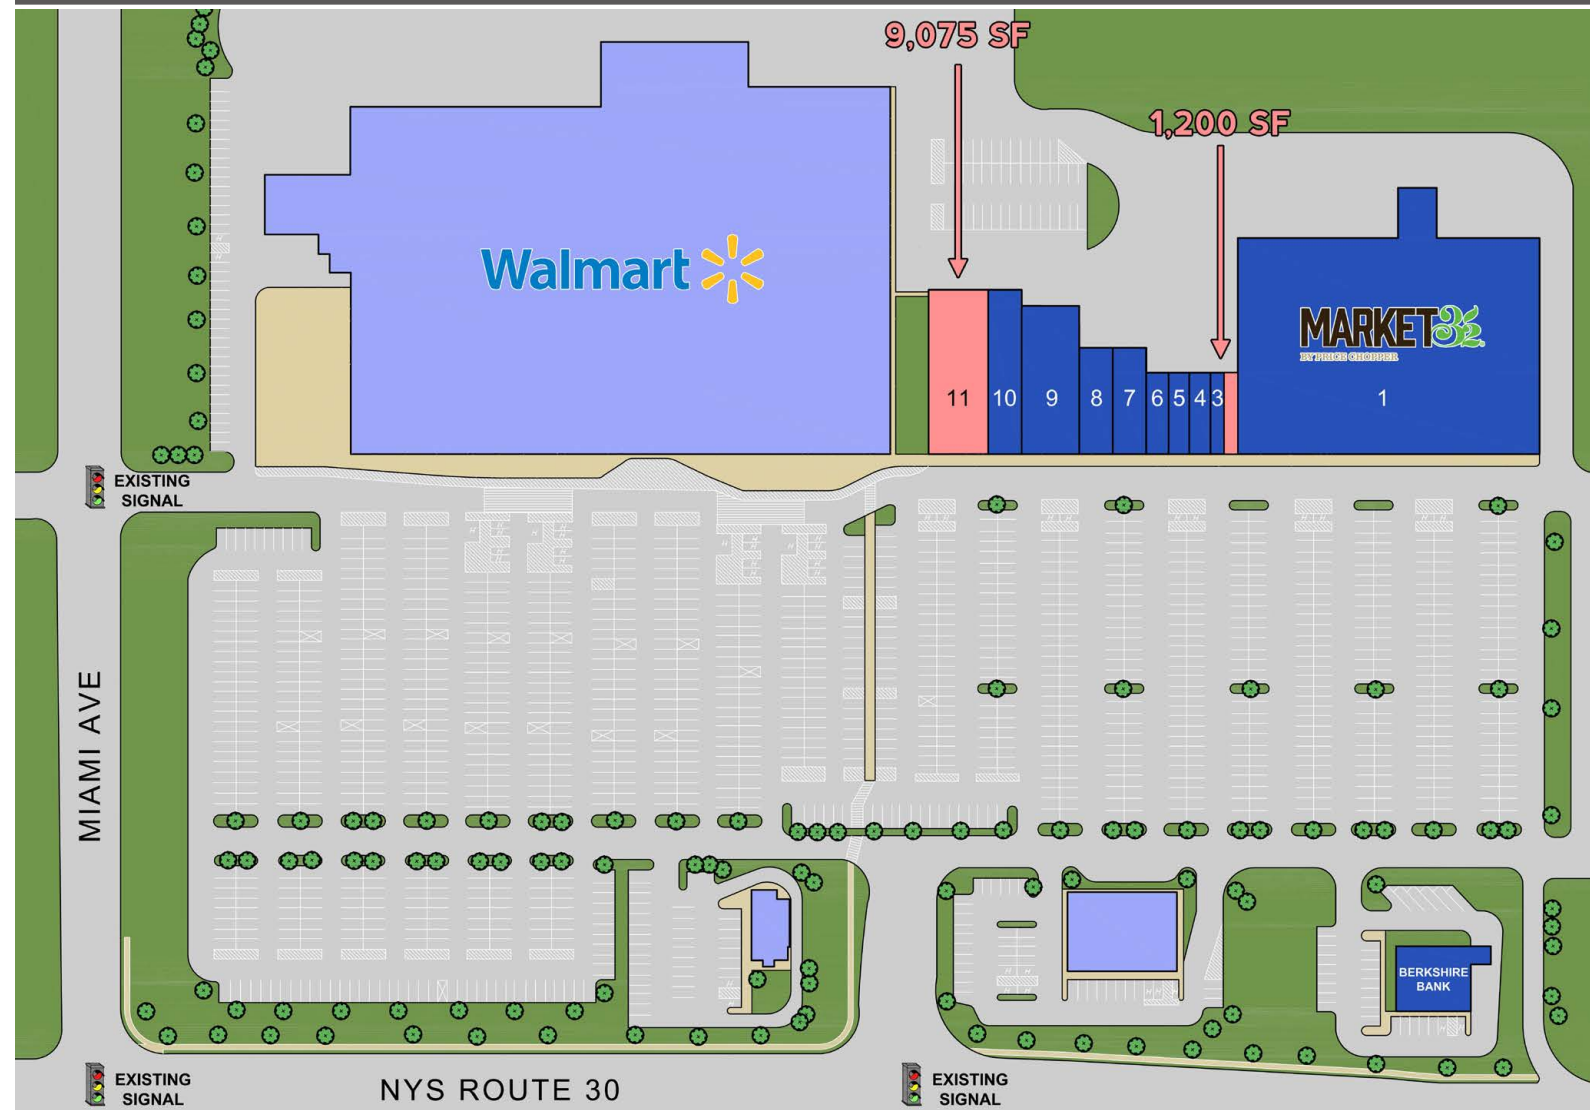 9,075 SF
1,200 SF
Walmart
MARKET 32
BY PRICE CHOPPER
11
10
9
8
7
6
5
4
3
1
EXISTING
SIGNAL
MIAMI AVE
BERKSHIRE
BANK
EXISTING
SIGNAL
NYS ROUTE 30
EXISTING
SIGNAL